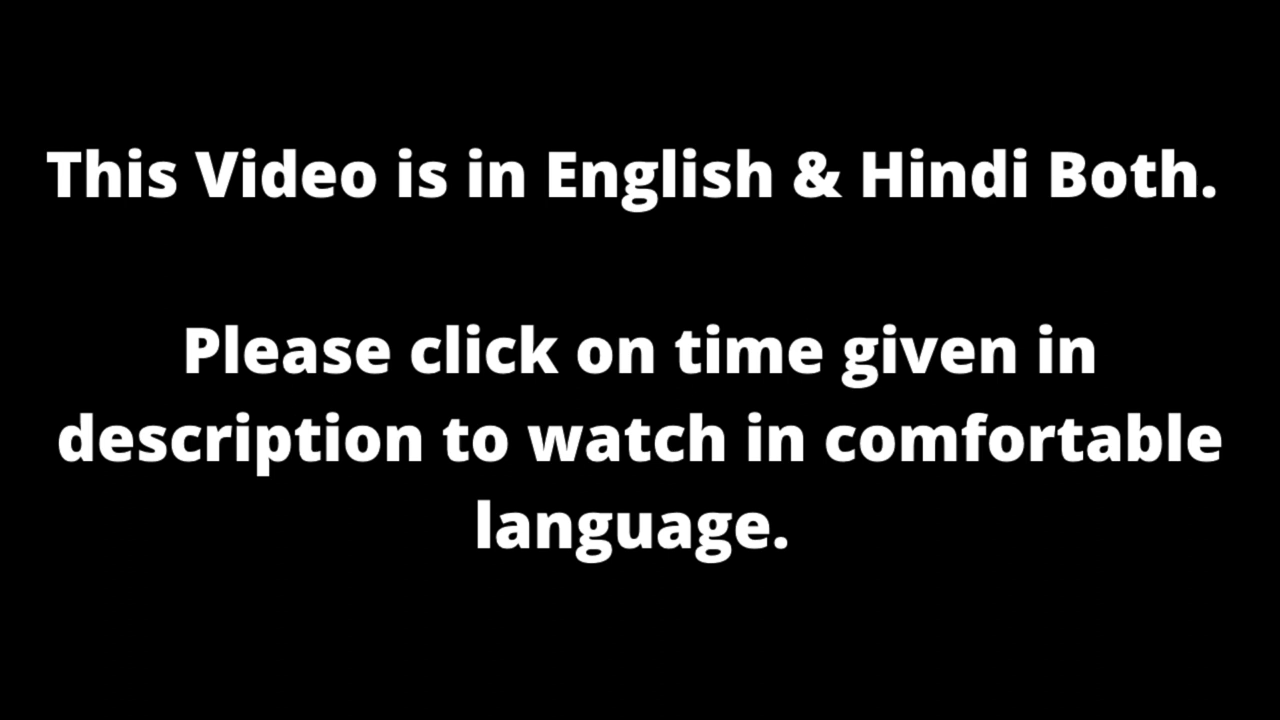 This Video is in English & Hindi Both.
Please click on time given in
description to watch in comfortable
language.